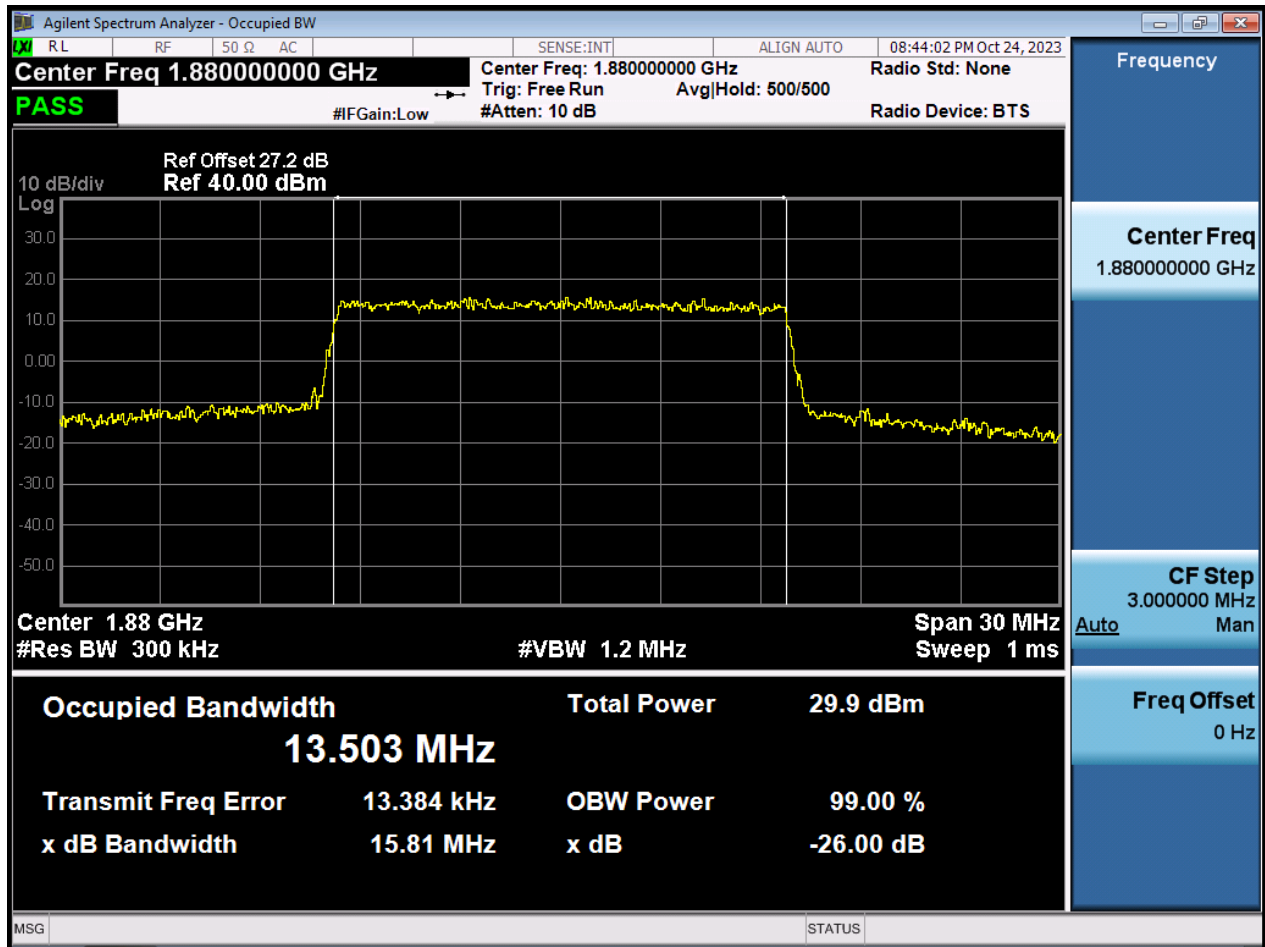 Agilent Spectrum Analyzer - Occupied BW
LXI RL RF 50 Ω AC SENSE:INT ALIGN AUTO 08:44:02 PM Oct 24, 2023
Center Freq 1.880000000 GHz
PASS
#IFGain:Low
Center Freq: 1.880000000 GHz
Trig: Free Run Avg|Hold: 500/500
#Atten: 10 dB
Radio Std: None
Radio Device: BTS
Ref Offset 27.2 dB
10 dB/div Ref 40.00 dBm
Log
30.0
20.0
10.0
0.00
-10.0
-20.0
-30.0
-40.0
-50.0
Center 1.88 GHz Span 30 MHz
#Res BW 300 kHz #VBW 1.2 MHz Sweep 1 ms
Occupied Bandwidth Total Power 29.9 dBm
13.503 MHz
Transmit Freq Error 13.384 kHz OBW Power 99.00 %
x dB Bandwidth 15.81 MHz x dB -26.00 dB
MSG STATUS
Frequency
Center Freq
1.880000000 GHz
CF Step
3.000000 MHz
Auto Man
Freq Offset
0 Hz